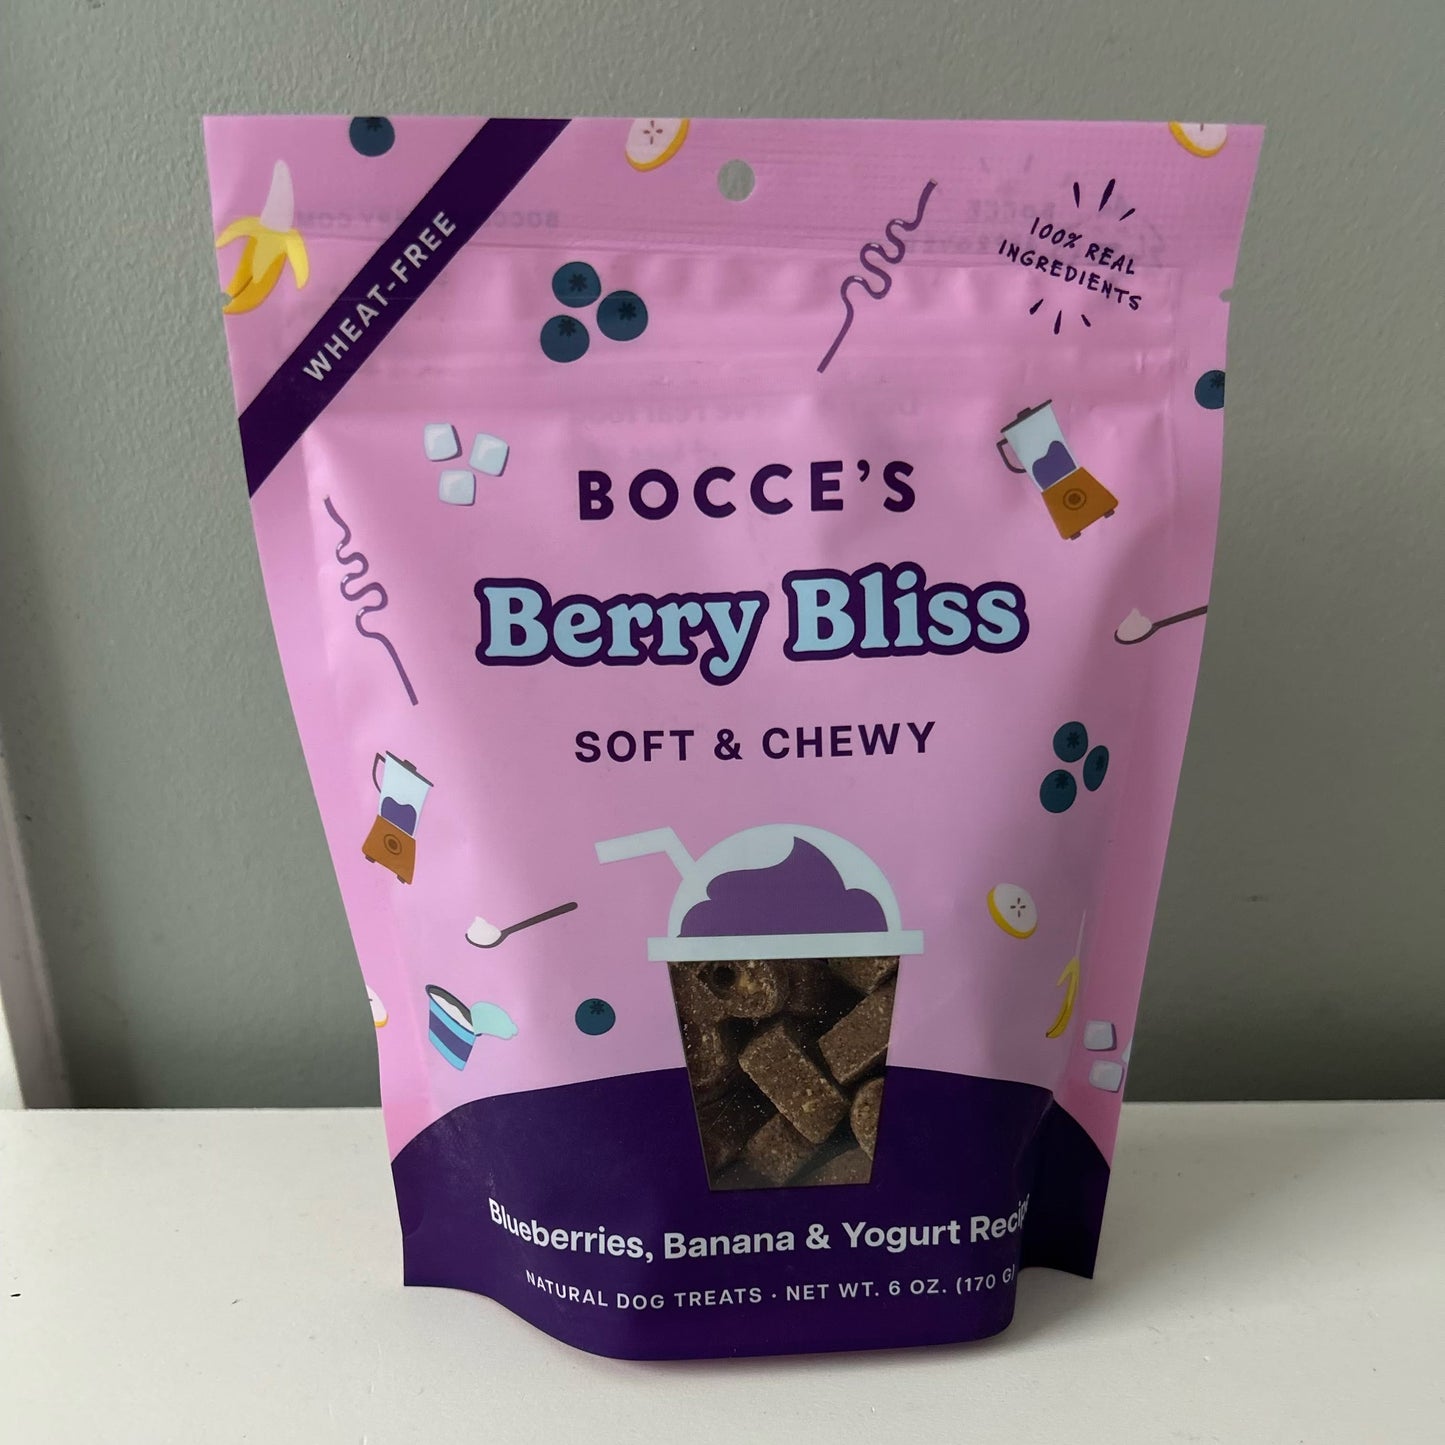 WHEAT-FREE
100% REAL
INGREDIENTS
BOCCE'S
Berry Bliss
SOFT & CHEWY
Blueberries, Banana & Yogurt Recipe
NATURAL DOG TREATS · NET WT. 6 OZ. (170 G)